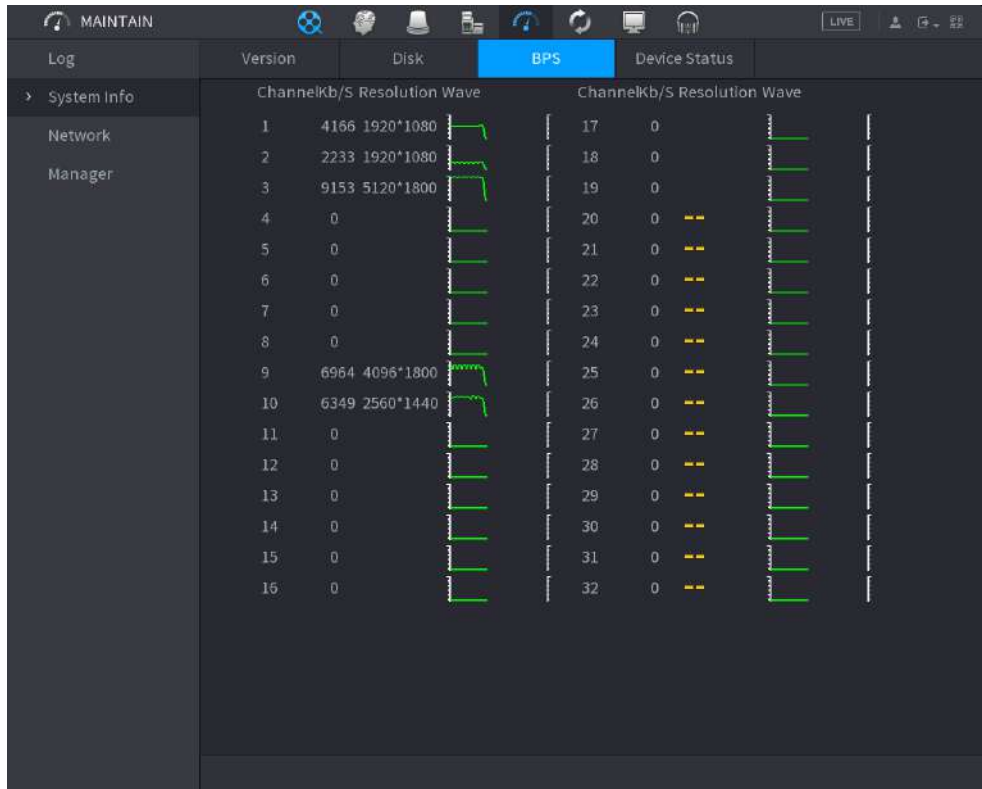 MAINTAIN LIVE
Log
System Info
Network
Manager
Version Disk BPS Device Status
ChannelKb/S Resolution Wave ChannelKb/S Resolution Wave
1 4166 1920*1080 17 0
2 2233 1920*1080 18 0
3 9153 5120*1800 19 0
4 0 20 0 --
5 0 21 0 --
6 0 22 0 --
7 0 23 0 --
8 0 24 0 --
9 6964 4096*1800 25 0 --
10 6349 2560*1440 26 0 --
11 0 27 0 --
12 0 28 0 --
13 0 29 0 --
14 0 30 0 --
15 0 31 0 --
16 0 32 0 --